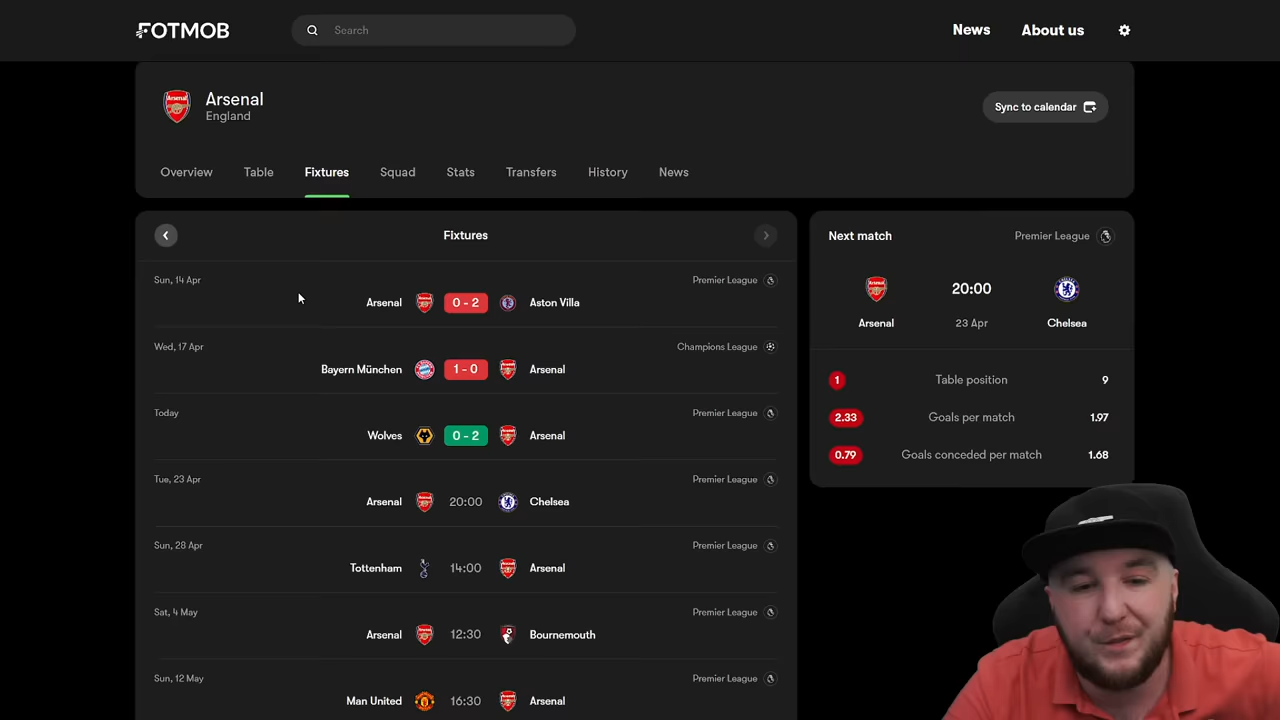 FOTMOB Search News About us
Arsenal
England
Sync to calendar
Overview Table Fixtures Squad Stats Transfers History News
Fixtures
Sun, 14 Apr Premier League
Arsenal 0 - 2 Aston Villa
Wed, 17 Apr Champions League
Bayern München 1 - 0 Arsenal
Today Premier League
Wolves 0 - 2 Arsenal
Tue, 23 Apr Premier League
Arsenal 20:00 Chelsea
Sun, 28 Apr Premier League
Tottenham 14:00 Arsenal
Sat, 4 May Premier League
Arsenal 12:30 Bournemouth
Sun, 12 May Premier League
Man United 16:30 Arsenal
Next match Premier League
20:00
Arsenal 23 Apr Chelsea
1 Table position 9
2.33 Goals per match 1.97
0.79 Goals conceded per match 1.68